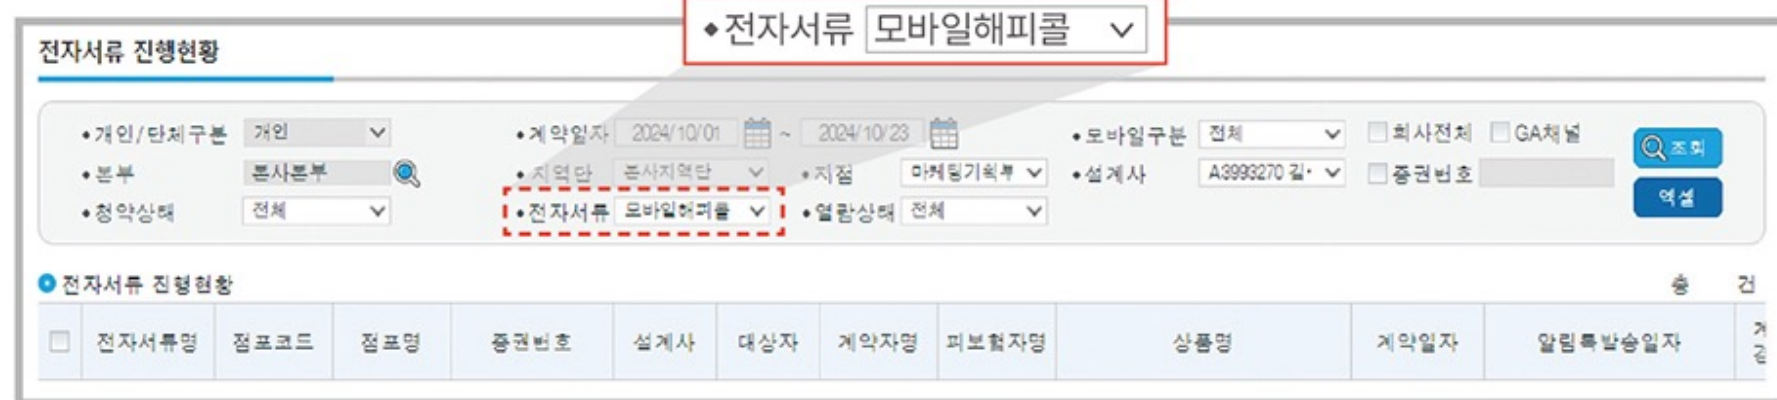 ◆전자서류 모바일해피콜
전자서류 진행현황
•개인/단체구분 개인 •계약일자 2024/10/01 ~ 2024/10/23 •모바일구분 전체 회사전체 GA채널 조회
•본부 본사본부 •지역단 본사지역단 •지점 마케팅기획부 •설계사 A3993270 김· 증권번호 엑셀
•청약상태 전체 •전자서류 모바일해피콜 •열람상태 전체
전자서류 진행현황 총 건
전자서류명 점포코드 점포명 증권번호 설계사 대상자 계약자명 피보험자명 상품명 계약일자 알림톡발송일자